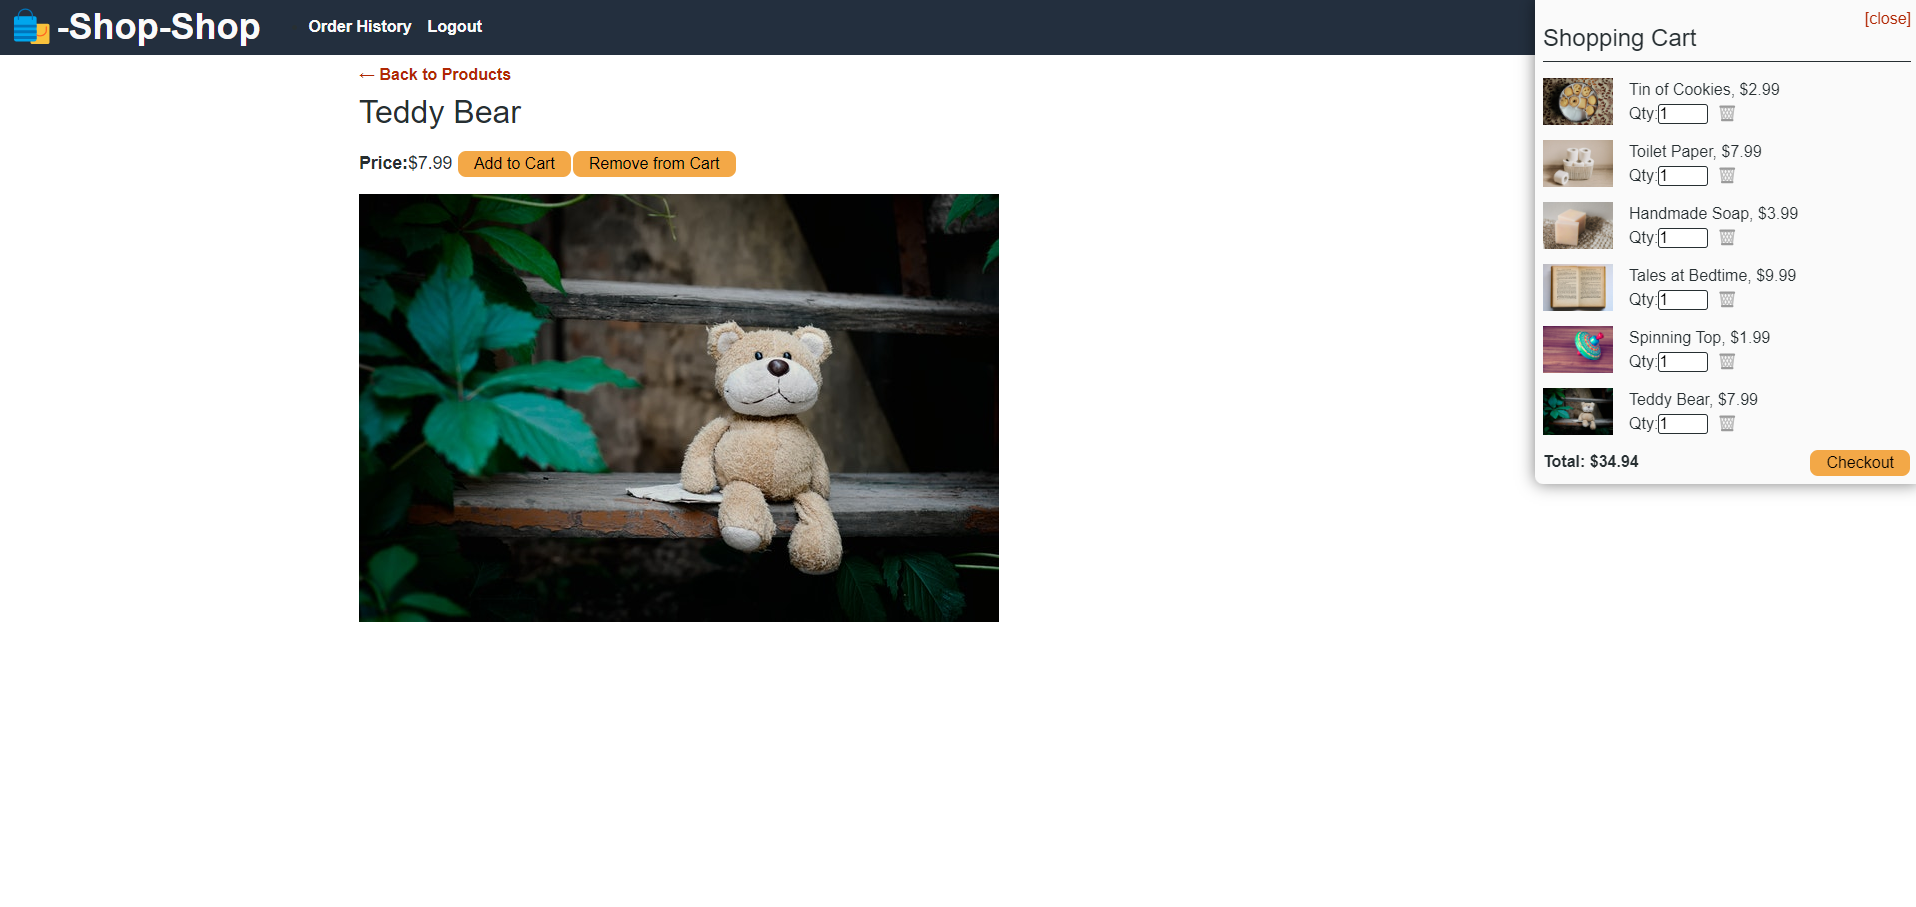 -Shop-Shop
Order History
Logout
← Back to Products
Teddy Bear
Price:$7.99 Add to Cart Remove from Cart
[close]
Shopping Cart
Tin of Cookies, $2.99
Qty:1
Toilet Paper, $7.99
Qty:1
Handmade Soap, $3.99
Qty:1
Tales at Bedtime, $9.99
Qty:1
Spinning Top, $1.99
Qty:1
Teddy Bear, $7.99
Qty:1
Total: $34.94
Checkout